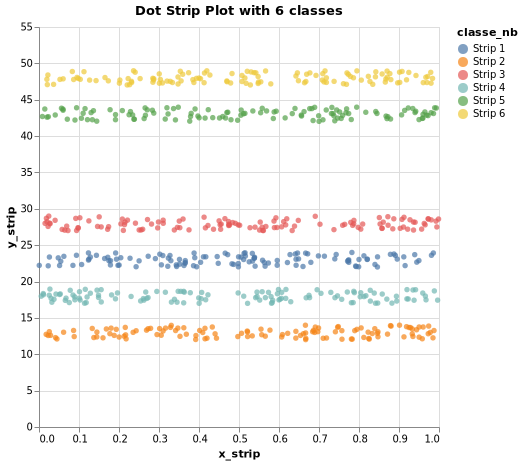 Dot Strip Plot with 6 classes
classe_nb
Strip 1
Strip 2
Strip 3
Strip 4
Strip 5
Strip 6
55
50
45
40
35
30
25
20
15
10
5
0
y_strip
0.0 0.1 0.2 0.3 0.4 0.5 0.6 0.7 0.8 0.9 1.0
x_strip